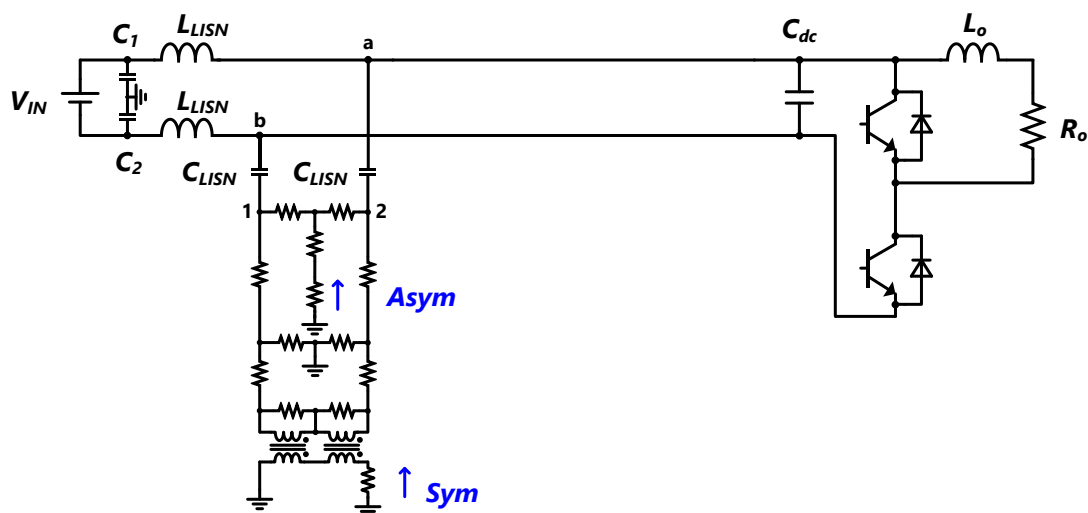 C1 LLISN
a
Cdc
Lo
VIN
LLISN
b
C2
Ro
CLISN CLISN
1 2
Asym
Sym